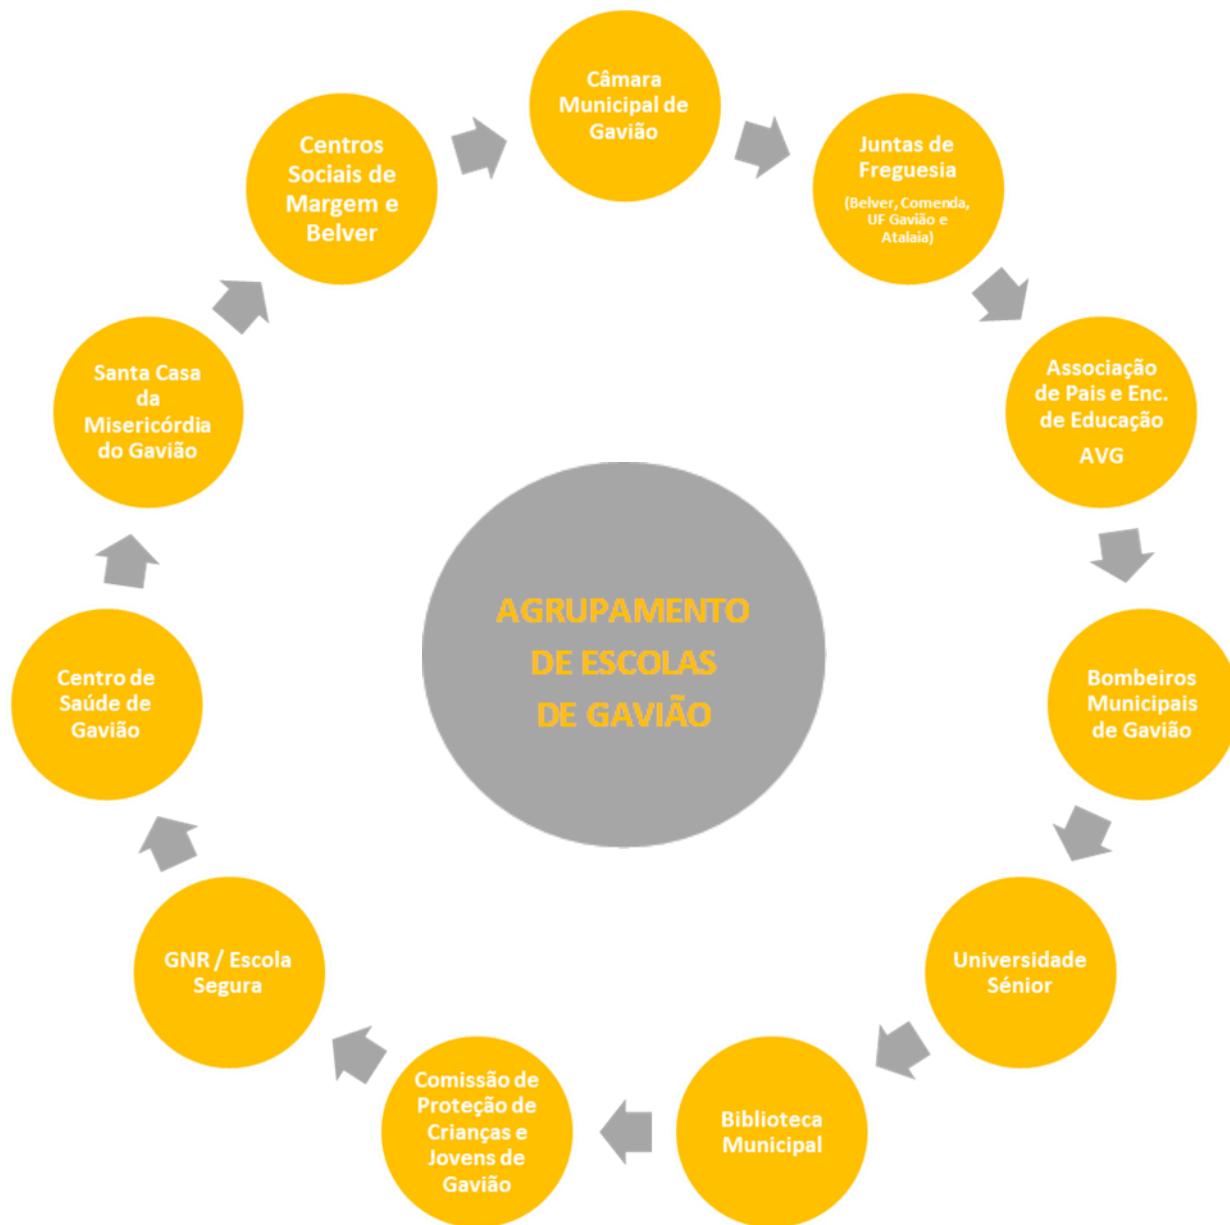 Câmara
Municipal de
Gavião
Juntas de
Freguesia
(Belver, Comenda,
UF Gavião e
Atalaia)
Associação
de Pais e Enc.
de Educação
AVG
Bombeiros
Municipais
de Gavião
Universidade
Sénior
Biblioteca
Municipal
Comissão de
Proteção de
Crianças e
Jovens de
Gavião
GNR / Escola
Segura
Centro de
Saúde de
Gavião
Santa Casa
da
Misericórdia
do Gavião
Centros
Sociais de
Margem e
Belver
AGRUPAMENTO
DE ESCOLAS
DE GAVIÃO